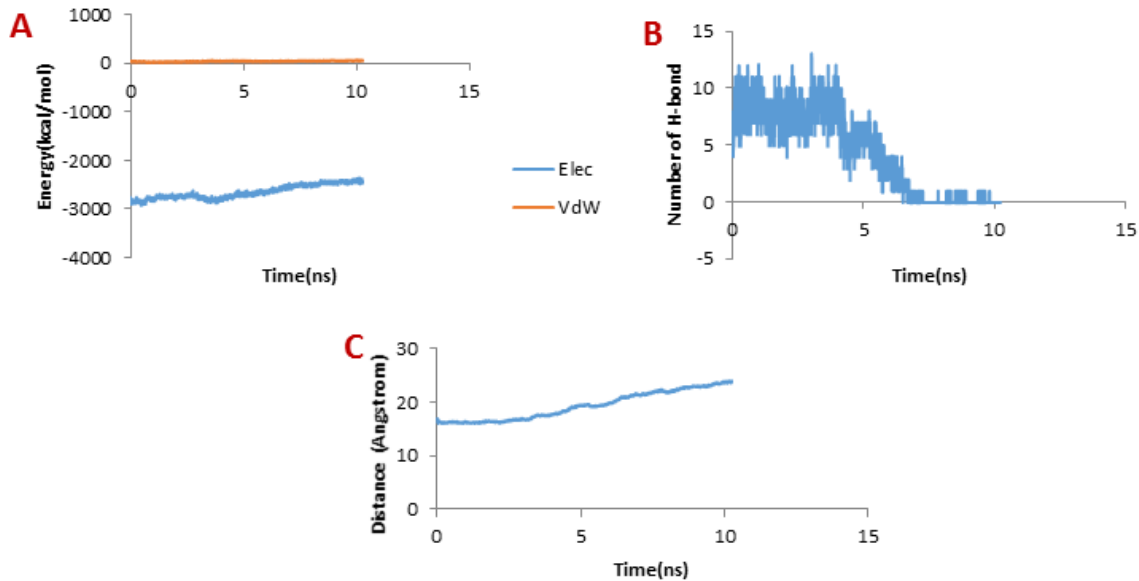 A
Energy(kcal/mol)
1000
0
-1000
-2000
-3000
-4000
0
5
10
15
Time(ns)
Elec
VdW
B
Number of H-bond
15
10
5
0
-5
0
5
10
15
Time(ns)
C
Distance (Angstrom)
30
20
10
0
0
5
10
15
Time(ns)